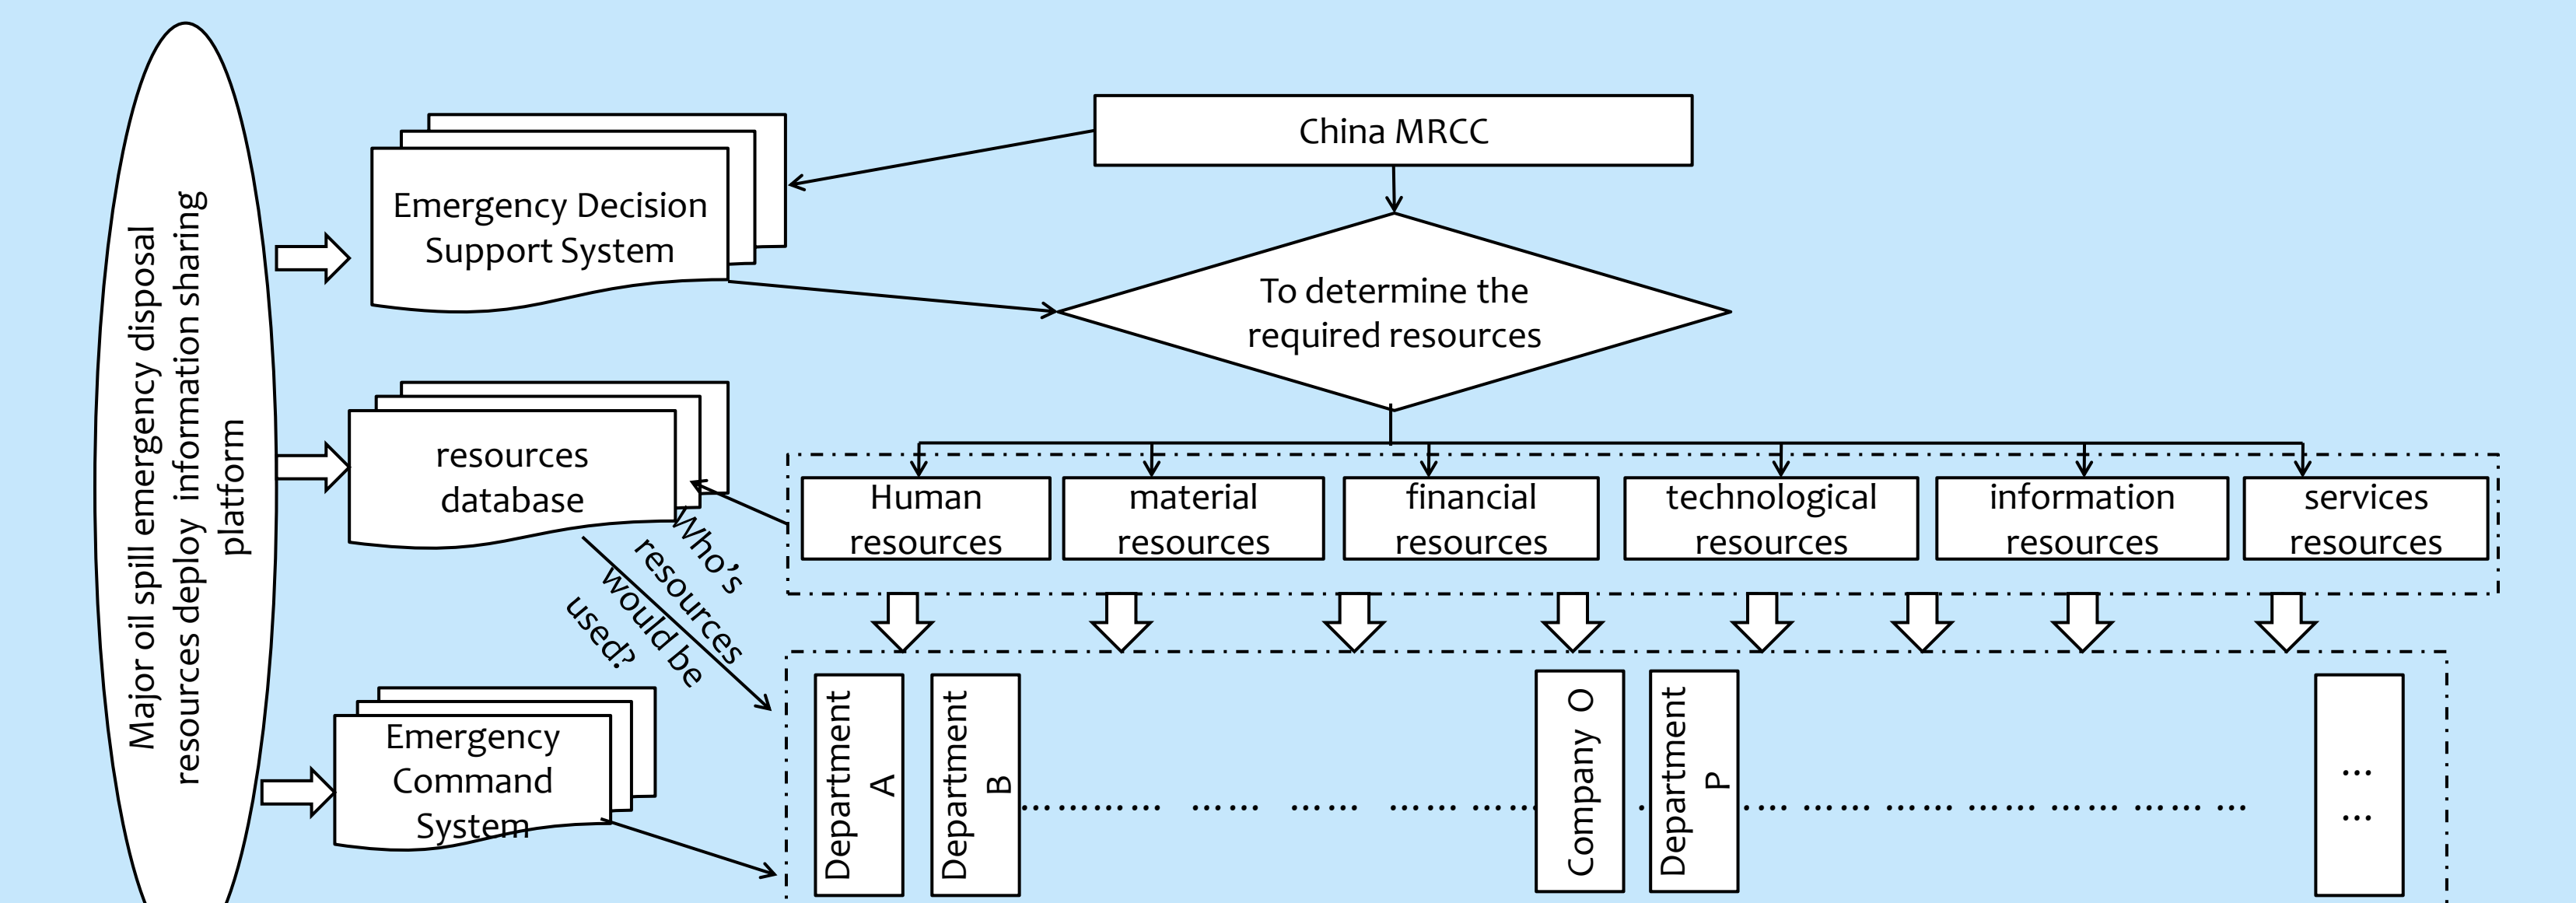 Major oil spill emergency disposal
resources deploy information sharing
platform
Emergency Decision
Support System
China MRCC
To determine the
required resources
resources
database
Human
resources
material
resources
financial
resources
technological
resources
information
resources
services
resources
Who's
resources
would be
used?
Emergency
Command
System
Department
A
Department
B
………… …… …… …… ……
Company O
.
Department
P
…. …… …… …… …… …… …
…
…